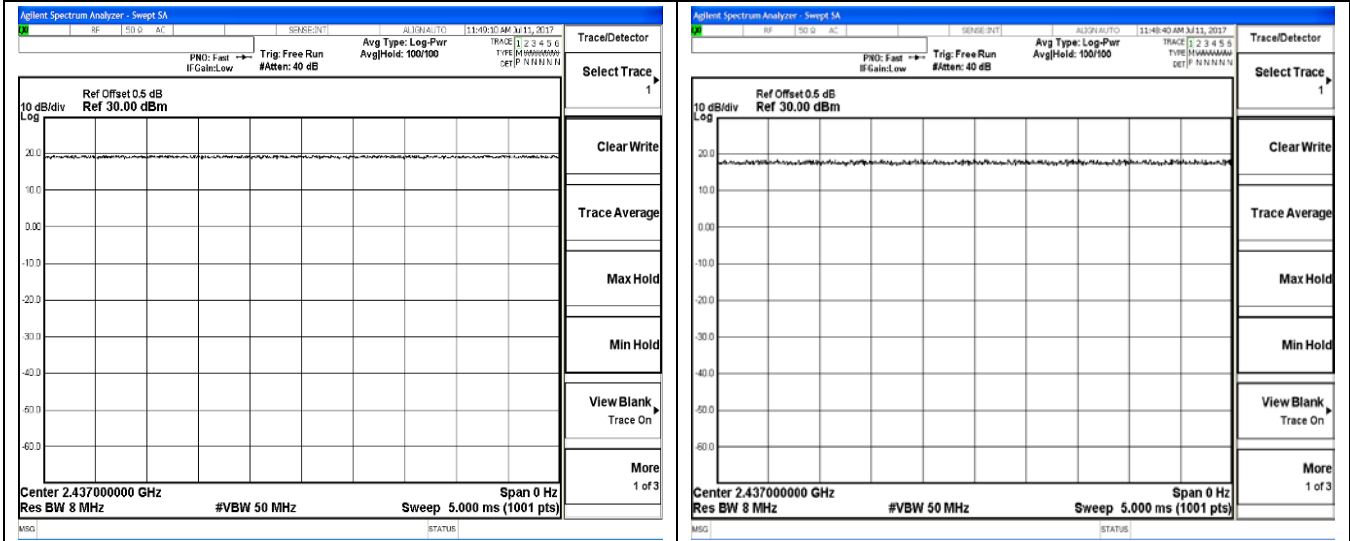 Agilent Spectrum Analyzer - Swept SA
RF 50 Ω AC SENSE:INT ALIGN AUTO 11:49:10 AM Jul 11, 2017
PNO: Fast
IFGain:Low
Trig: Free Run
#Atten: 40 dB
Avg Type: Log-Pwr
Avg|Hold: 100/100
TRACE 1 2 3 4 5 6
TYPE
DET P N N N N N
Ref Offset 0.5 dB
10 dB/div Ref 30.00 dBm
Log
20.0
10.0
0.00
-10.0
-20.0
-30.0
-40.0
-50.0
-60.0
Center 2.437000000 GHz Span 0 Hz
Res BW 8 MHz #VBW 50 MHz Sweep 5.000 ms (1001 pts)
MSG STATUS
Trace/Detector
Select Trace
1
Clear Write
Trace Average
Max Hold
Min Hold
View Blank
Trace On
More
1 of 3
Agilent Spectrum Analyzer - Swept SA
RF 50 Ω AC SENSE:INT ALIGN AUTO 11:48:40 AM Jul 11, 2017
PNO: Fast
IFGain:Low
Trig: Free Run
#Atten: 40 dB
Avg Type: Log-Pwr
Avg|Hold: 100/100
TRACE 1 2 3 4 5 6
TYPE
DET P N N N N N
Ref Offset 0.5 dB
10 dB/div Ref 30.00 dBm
Log
20.0
10.0
0.00
-10.0
-20.0
-30.0
-40.0
-50.0
-60.0
Center 2.437000000 GHz Span 0 Hz
Res BW 8 MHz #VBW 50 MHz Sweep 5.000 ms (1001 pts)
MSG STATUS
Trace/Detector
Select Trace
1
Clear Write
Trace Average
Max Hold
Min Hold
View Blank
Trace On
More
1 of 3